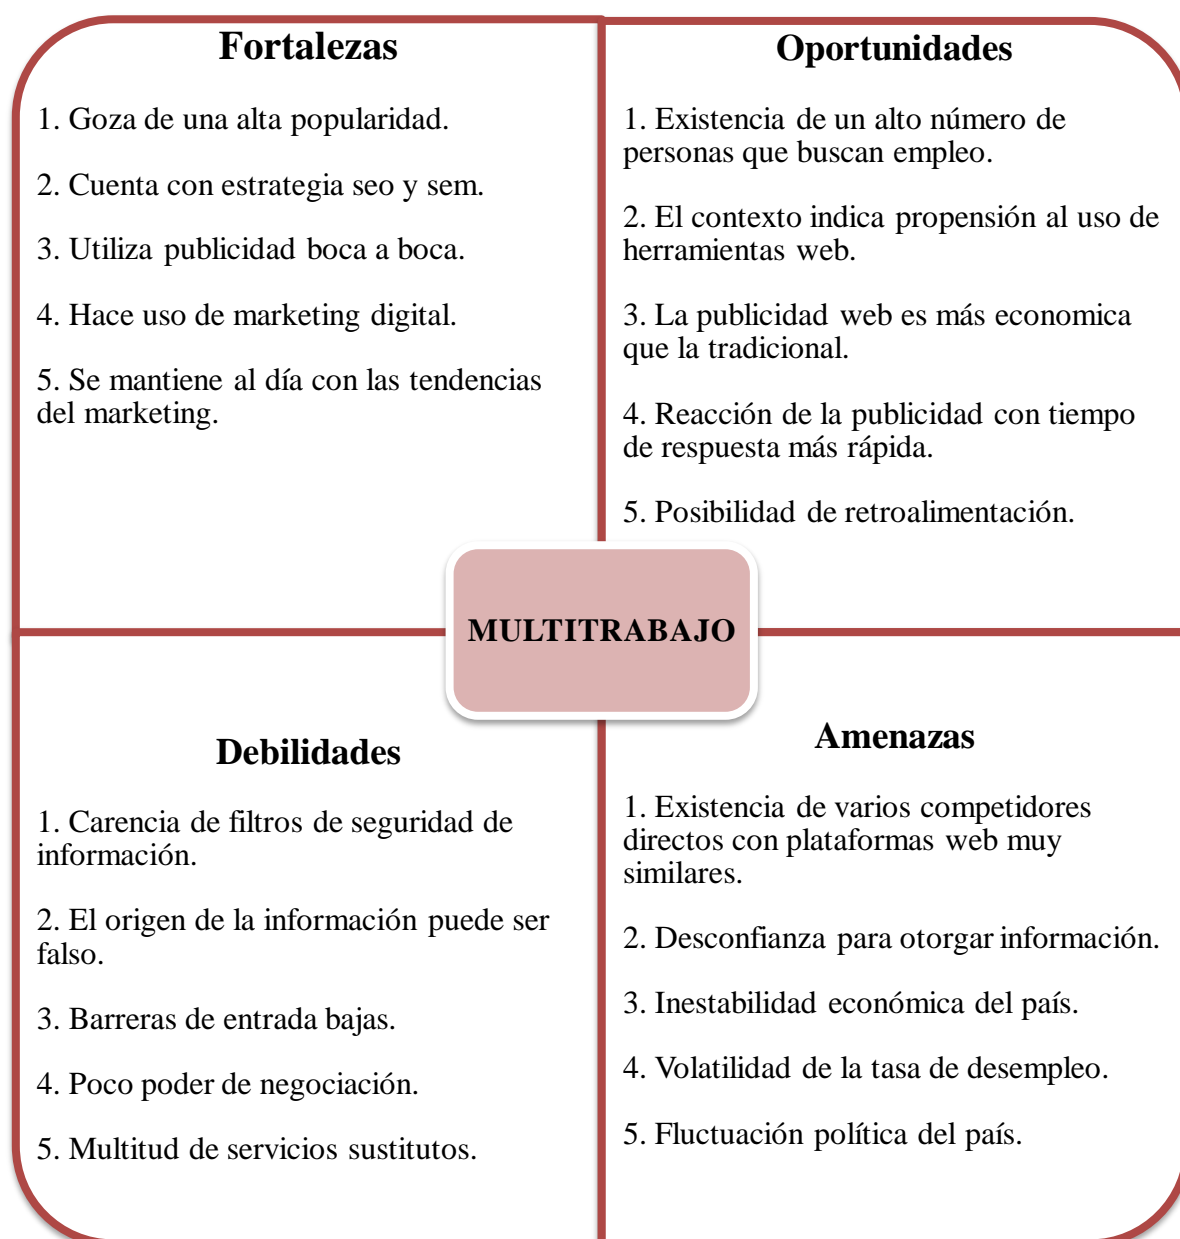 Fortalezas
1. Goza de una alta popularidad.
2. Cuenta con estrategia seo y sem.
3. Utiliza publicidad boca a boca.
4. Hace uso de marketing digital.
5. Se mantiene al día con las tendencias
del marketing.
Oportunidades
1. Existencia de un alto número de
personas que buscan empleo.
2. El contexto indica propensión al uso de
herramientas web.
3. La publicidad web es más economica
que la tradicional.
4. Reacción de la publicidad con tiempo
de respuesta más rápida.
5. Posibilidad de retroalimentación.
MULTITRABAJO
Debilidades
1. Carencia de filtros de seguridad de
información.
2. El origen de la información puede ser
falso.
3. Barreras de entrada bajas.
4. Poco poder de negociación.
5. Multitud de servicios sustitutos.
Amenazas
1. Existencia de varios competidores
directos con plataformas web muy
similares.
2. Desconfianza para otorgar información.
3. Inestabilidad económica del país.
4. Volatilidad de la tasa de desempleo.
5. Fluctuación política del país.